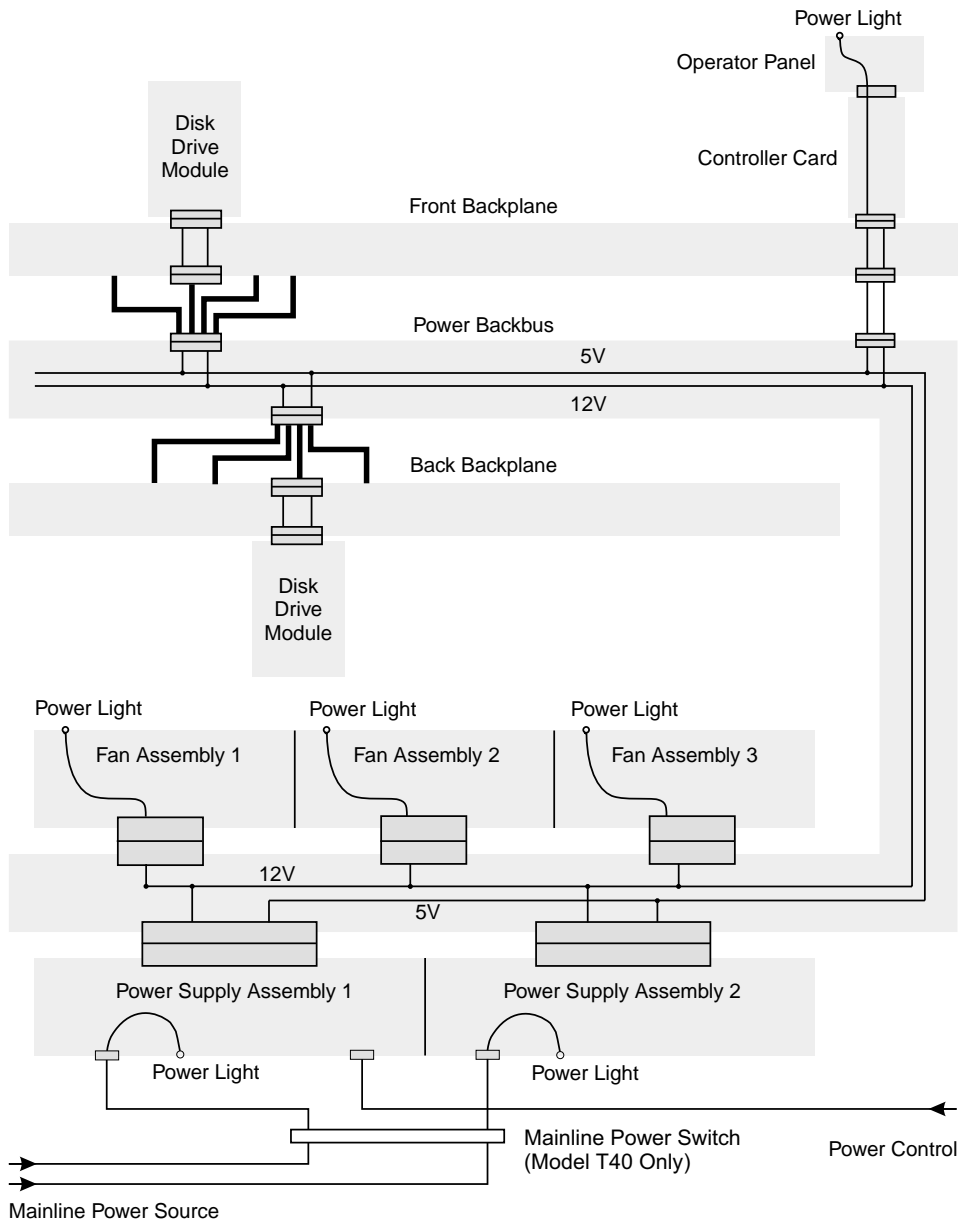 Power Light
Operator Panel
Disk
Drive
Module
Controller Card
Front Backplane
Power Backbus
5V
12V
Back Backplane
Disk
Drive
Module
Power Light
Power Light
Power Light
Fan Assembly 1
Fan Assembly 2
Fan Assembly 3
12V
5V
Power Supply Assembly 1
Power Supply Assembly 2
Power Light
Power Light
Mainline Power Switch
(Model T40 Only)
Power Control
Mainline Power Source